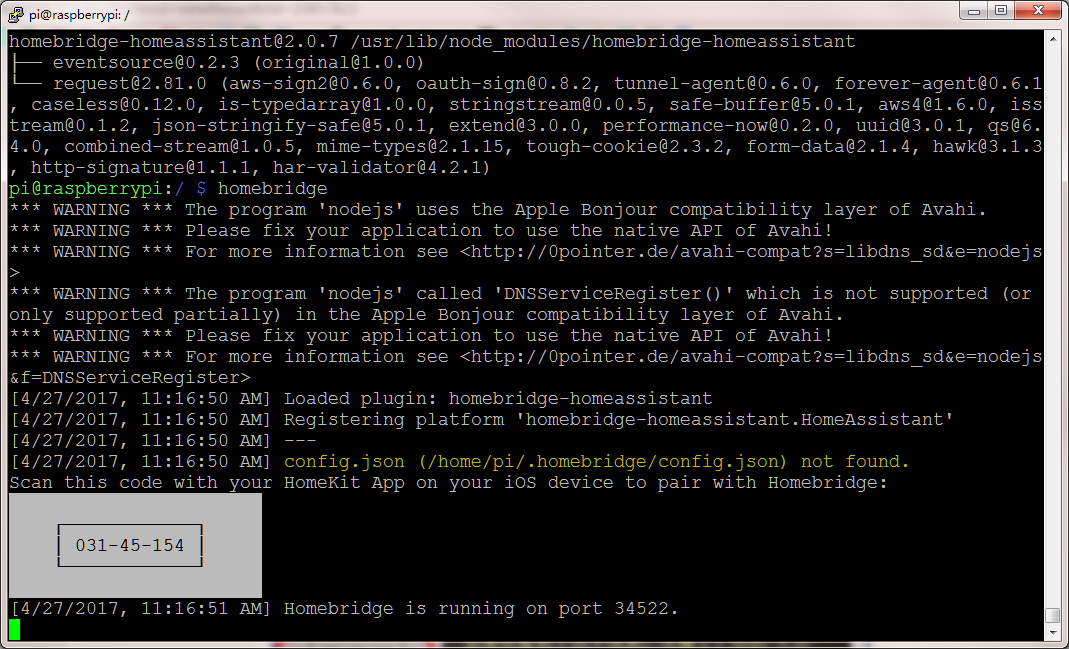 pi@raspberrypi: /
homebridge-homeassistant@2.0.7 /usr/lib/node_modules/homebridge-homeassistant
├── eventsource@0.2.3 (original@1.0.0)
└── request@2.81.0 (aws-sign2@0.6.0, oauth-sign@0.8.2, tunnel-agent@0.6.0, forever-agent@0.6.1
, caseless@0.12.0, is-typedarray@1.0.0, stringstream@0.0.5, safe-buffer@5.0.1, aws4@1.6.0, iss
tream@0.1.2, json-stringify-safe@5.0.1, extend@3.0.0, performance-now@0.2.0, uuid@3.0.1, qs@6.
4.0, combined-stream@1.0.5, mime-types@2.1.15, tough-cookie@2.3.2, form-data@2.1.4, hawk@3.1.3
, http-signature@1.1.1, har-validator@4.2.1)
pi@raspberrypi:/ $ homebridge
*** WARNING *** The program 'nodejs' uses the Apple Bonjour compatibility layer of Avahi.
*** WARNING *** Please fix your application to use the native API of Avahi!
*** WARNING *** For more information see <http://0pointer.de/avahi-compat?s=libdns_sd&e=nodejs
>
*** WARNING *** The program 'nodejs' called 'DNSServiceRegister()' which is not supported (or
only supported partially) in the Apple Bonjour compatibility layer of Avahi.
*** WARNING *** Please fix your application to use the native API of Avahi!
*** WARNING *** For more information see <http://0pointer.de/avahi-compat?s=libdns_sd&e=nodejs
&f=DNSServiceRegister>
[4/27/2017, 11:16:50 AM] Loaded plugin: homebridge-homeassistant
[4/27/2017, 11:16:50 AM] Registering platform 'homebridge-homeassistant.HomeAssistant'
[4/27/2017, 11:16:50 AM] ---
[4/27/2017, 11:16:50 AM] config.json (/home/pi/.homebridge/config.json) not found.
Scan this code with your HomeKit App on your iOS device to pair with Homebridge:
031-45-154
[4/27/2017, 11:16:51 AM] Homebridge is running on port 34522.